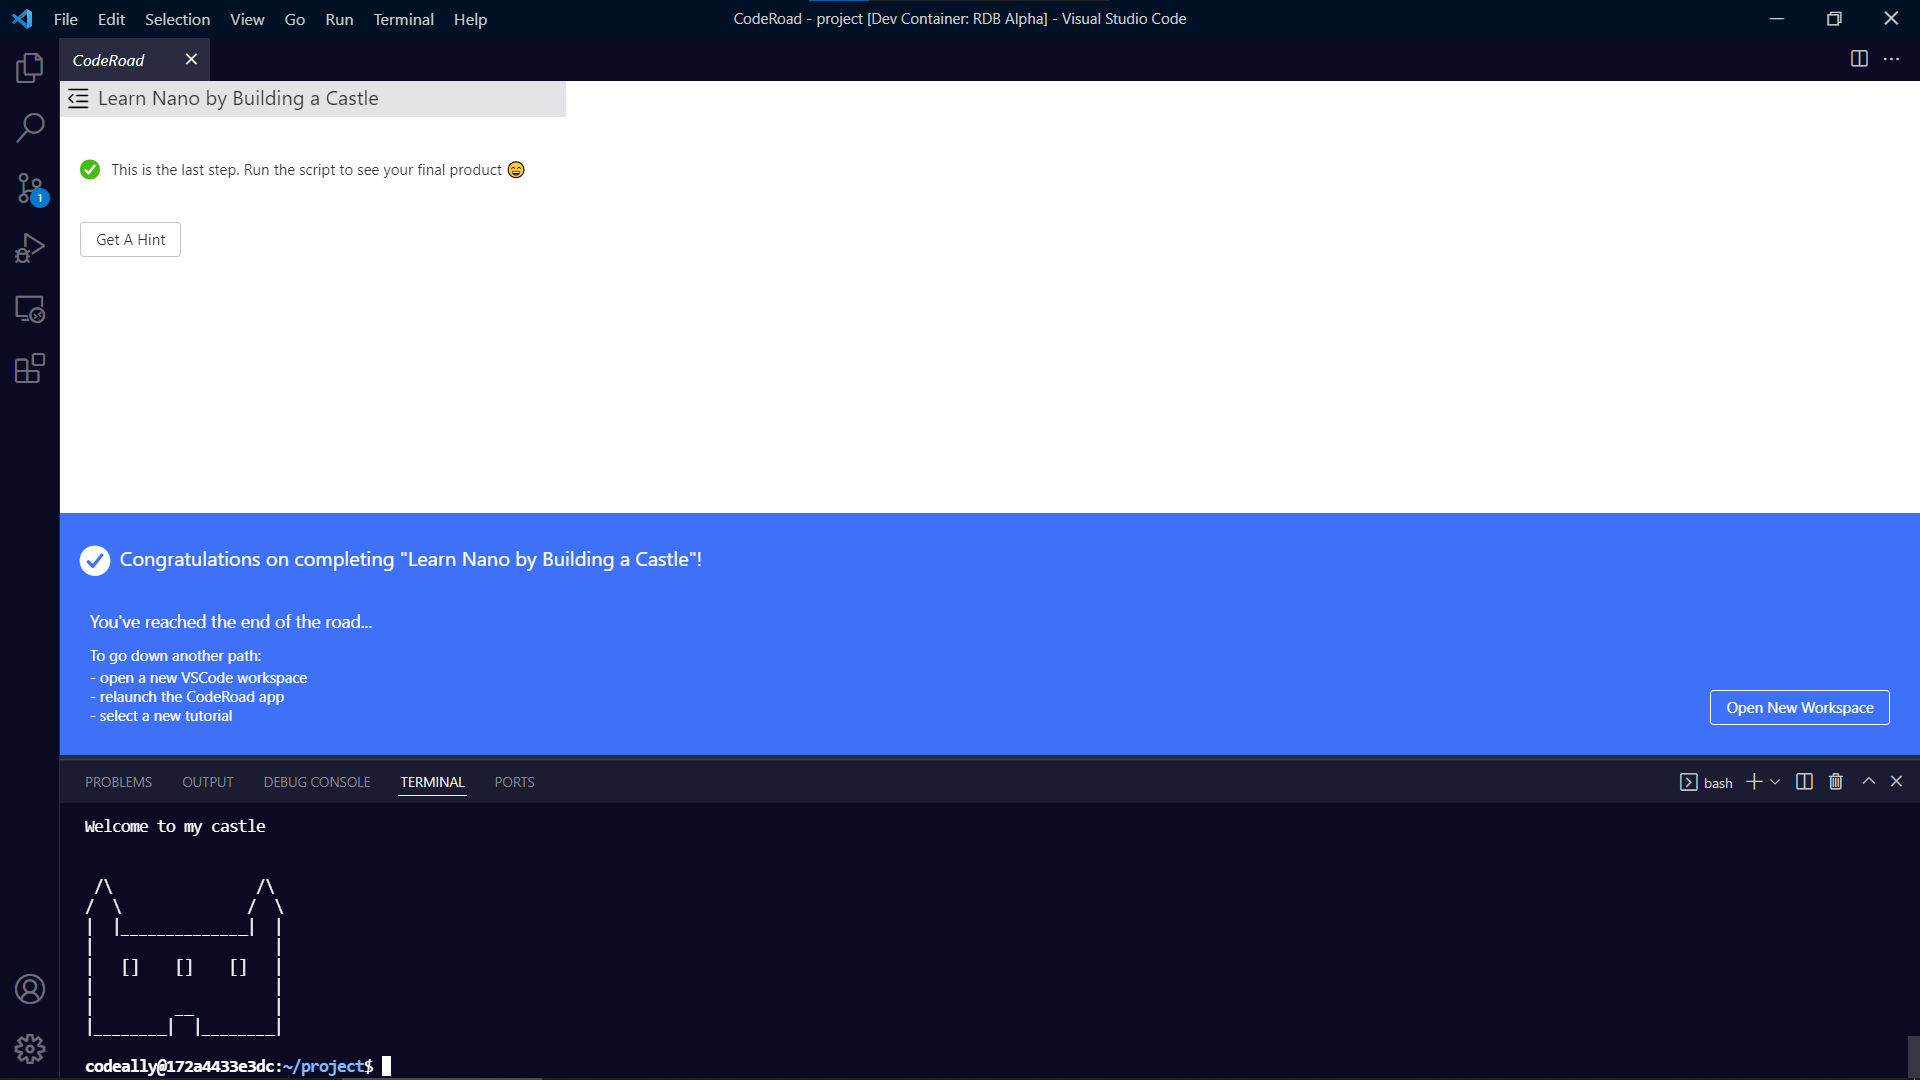 File Edit Selection View Go Run Terminal Help
CodeRoad - project [Dev Container: RDB Alpha] - Visual Studio Code
CodeRoad
Learn Nano by Building a Castle
This is the last step. Run the script to see your final product 😄
Get A Hint
1
Congratulations on completing "Learn Nano by Building a Castle"!
You've reached the end of the road...
To go down another path:
- open a new VSCode workspace
- relaunch the CodeRoad app
- select a new tutorial
Open New Workspace
PROBLEMS OUTPUT DEBUG CONSOLE TERMINAL PORTS
bash
Welcome to my castle
 /\                /\
/  \              /  \
|  |______________|  |
|                    |
|   []    []    []   |
|                    |
|         __         |
|________|  |________|
codeally@172a4433e3dc:~/project$